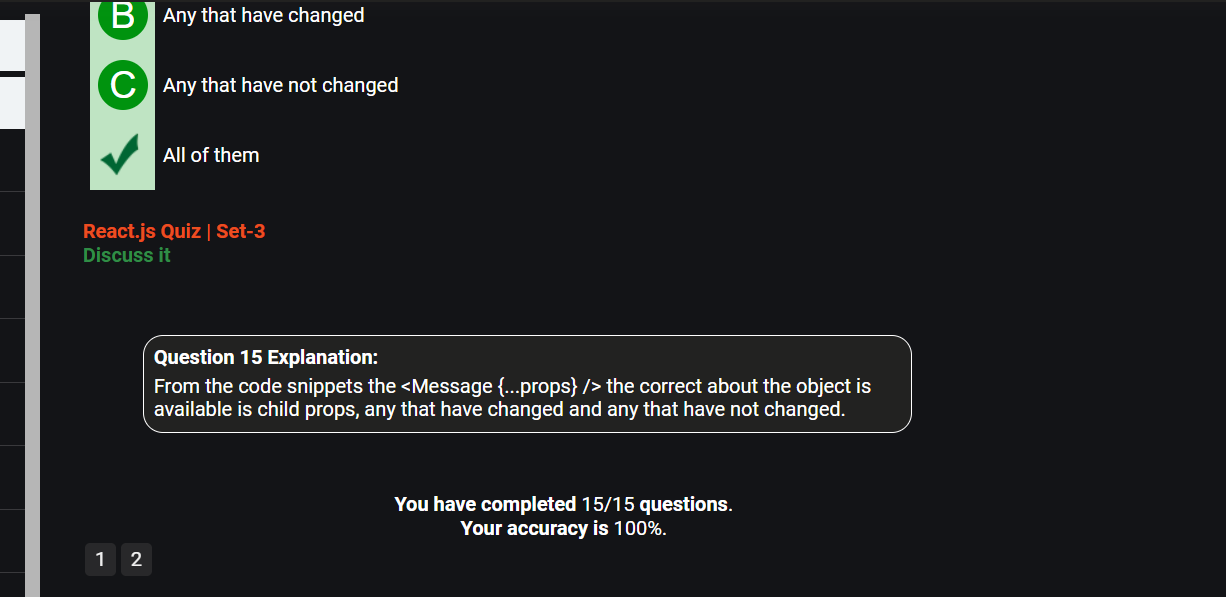 B Any that have changed
C Any that have not changed
All of them
React.js Quiz | Set-3
Discuss it
Question 15 Explanation:
From the code snippets the <Message {...props} /> the correct about the object is
available is child props, any that have changed and any that have not changed.
You have completed 15/15 questions.
Your accuracy is 100%.
1 2